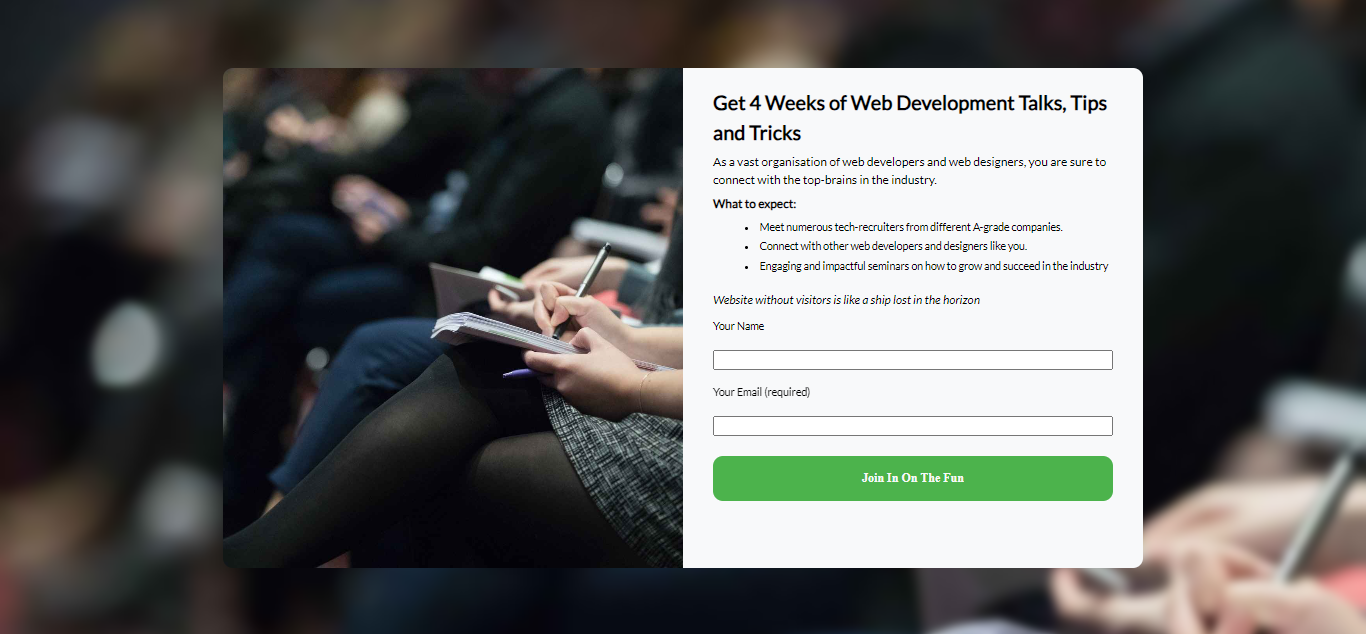 Get 4 Weeks of Web Development Talks, Tips
and Tricks
As a vast organisation of web developers and web designers, you are sure to
connect with the top-brains in the industry.
What to expect:
• Meet numerous tech-recruiters from different A-grade companies.
• Connect with other web developers and designers like you.
• Engaging and impactful seminars on how to grow and succeed in the industry
Website without visitors is like a ship lost in the horizon
Your Name
Your Email (required)
Join In On The Fun